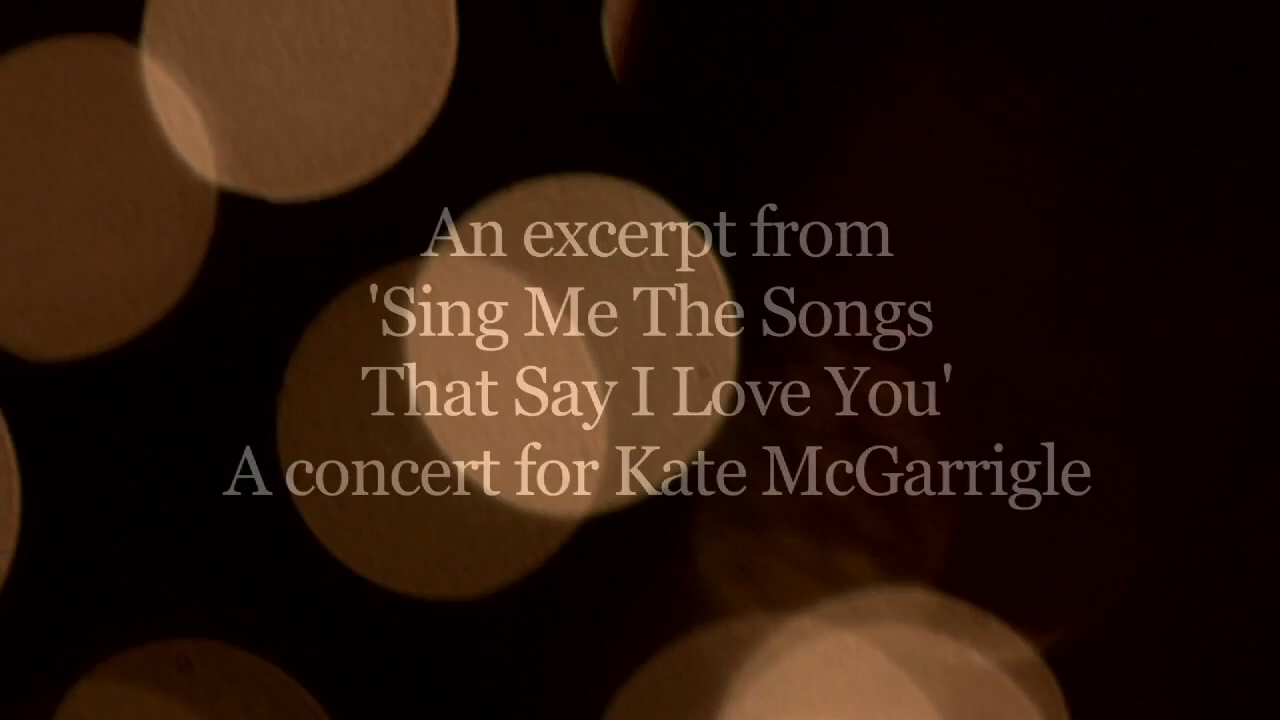 An excerpt from
'Sing Me The Songs
That Say I Love You'
A concert for Kate McGarrigle